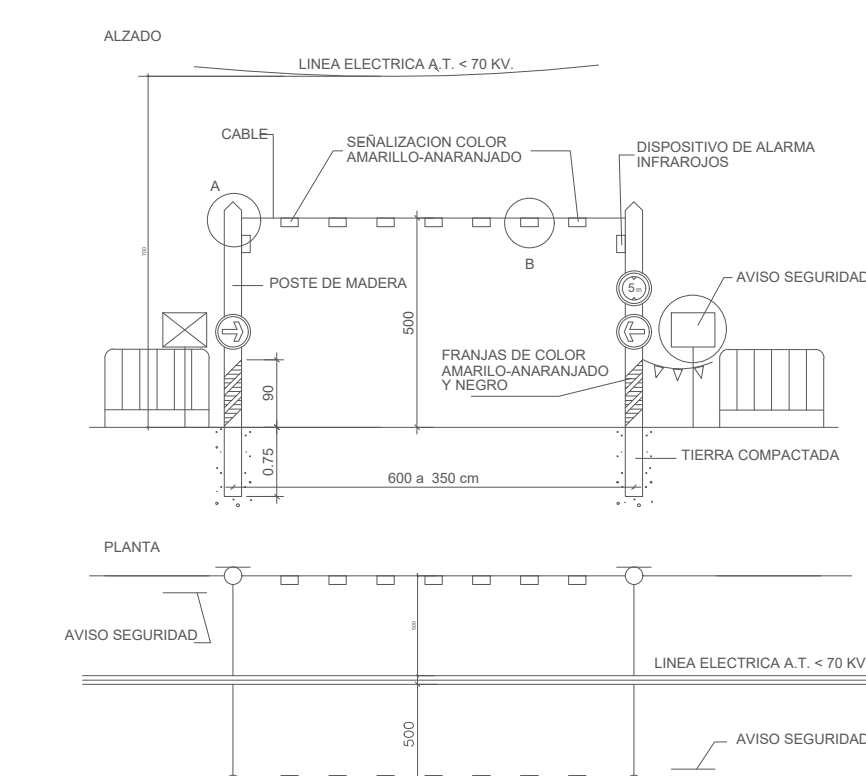 ALZADO
LINEA ELECTRICA A.T. < 70 KV.
CABLE
SEÑALIZACION COLOR
AMARILLO-ANARANJADO
DISPOSITIVO DE ALARMA
INFRAROJOS
A
B
700
POSTE DE MADERA
5 m
AVISO SEGURIDAD
500
FRANJAS DE COLOR
AMARILO-ANARANJADO
Y NEGRO
90
0.75
TIERRA COMPACTADA
600 a 350 cm
PLANTA
AVISO SEGURIDAD
500
LINEA ELECTRICA A.T. < 70 KV
500
AVISO SEGURIDAD